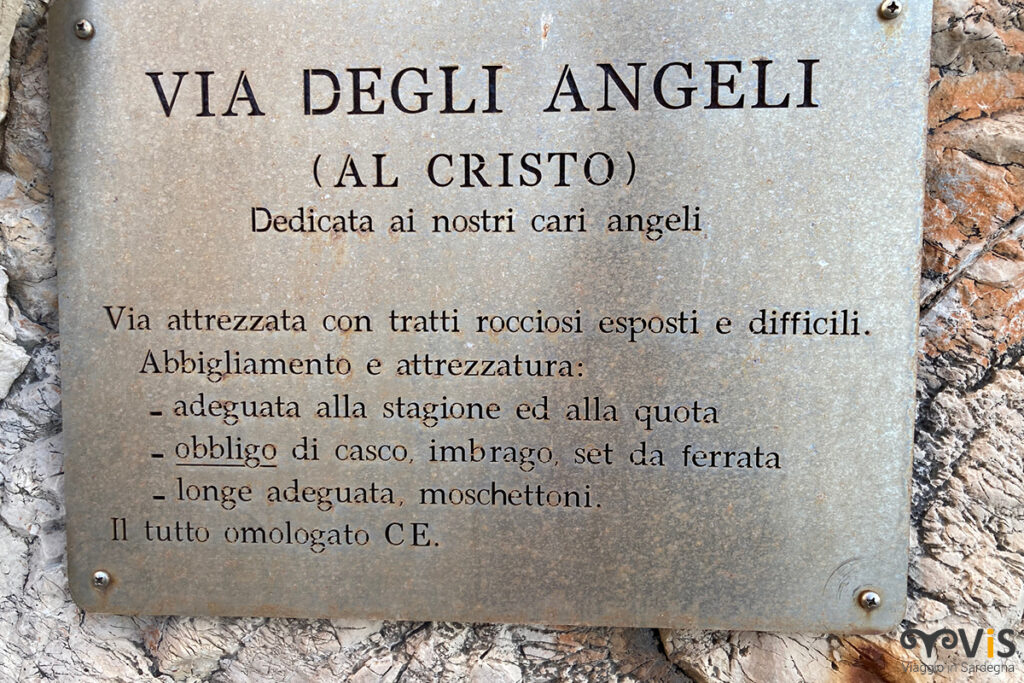 VIA DEGLI ANGELI
(AL CRISTO)
Dedicata ai nostri cari angeli
Via attrezzata con tratti rocciosi esposti e difficili.
Abbigliamento e attrezzatura:
- adeguata alla stagione ed alla quota
- obbligo di casco, imbrago, set da ferrata
- longe adeguata, moschettoni.
Il tutto omologato CE.
ViS
Viaggio in Sardegna